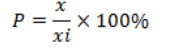 P = x/xi × 100%